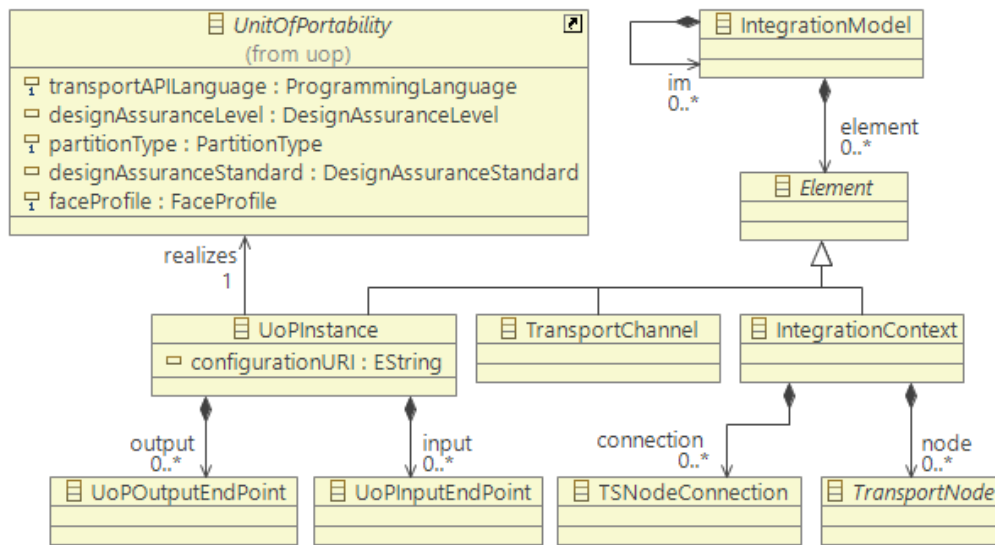 UnitOfPortability
(from uop)
transportAPILanguage : ProgrammingLanguage
designAssuranceLevel : DesignAssuranceLevel
partitionType : PartitionType
designAssuranceStandard : DesignAssuranceStandard
faceProfile : FaceProfile
IntegrationModel
im
0..*
element
0..*
Element
realizes
1
UoPInstance
configurationURI : EString
TransportChannel
IntegrationContext
output
0..*
input
0..*
connection
0..*
node
0..*
UoPOutputEndPoint
UoPInputEndPoint
TSNodeConnection
TransportNode